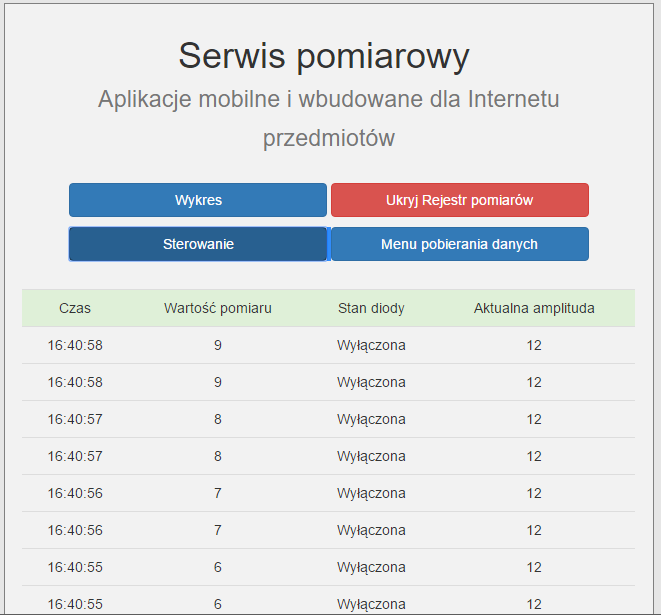 Serwis pomiarowy
Aplikacje mobilne i wbudowane dla Internetu
przedmiotów
Wykres Ukryj Rejestr pomiarów
Sterowanie Menu pobierania danych
Czas Wartość pomiaru Stan diody Aktualna amplituda
16:40:58 9 Wyłączona 12
16:40:58 9 Wyłączona 12
16:40:57 8 Wyłączona 12
16:40:57 8 Wyłączona 12
16:40:56 7 Wyłączona 12
16:40:56 7 Wyłączona 12
16:40:55 6 Wyłączona 12
16:40:55 6 Wyłączona 12